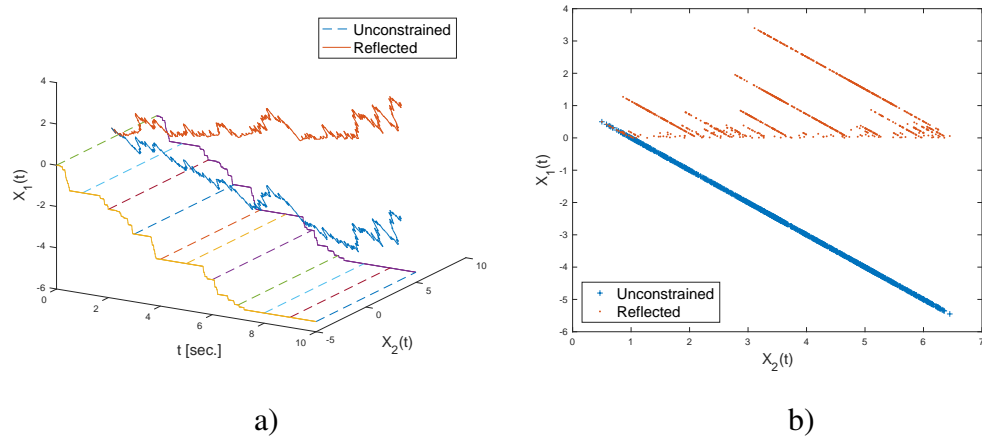 Unconstrained
Reflected
4
2
0
-2
-4
-6
X1(t)
0
2
4
6
8
10
t [sec.]
-5
0
5
10
X2(t)
a)
4
3
2
1
0
-1
-2
-3
-4
-5
-6
X1(t)
Unconstrained
Reflected
0 1 2 3 4 5 6 7
X2(t)
b)